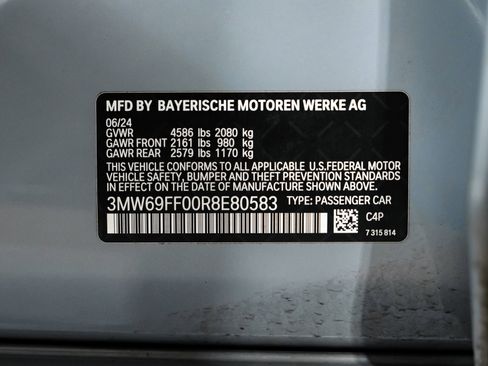 MFD BY BAYERISCHE MOTOREN WERKE AG
06/24
GVWR 4586 lbs 2080 kg
GAWR FRONT 2161 lbs 980 kg
GAWR REAR 2579 lbs 1170 kg
THIS VEHICLE CONFORMS TO ALL APPLICABLE U.S.FEDERAL MOTOR
VEHICLE SAFETY, BUMPER AND THEFT PREVENTION STANDARDS
IN EFFECT ON THE DATE OF MANUFACTURE SHOWN ABOVE.
3MW69FF00R8E80583 TYPE: PASSENGER CAR
C4P
7 315 814